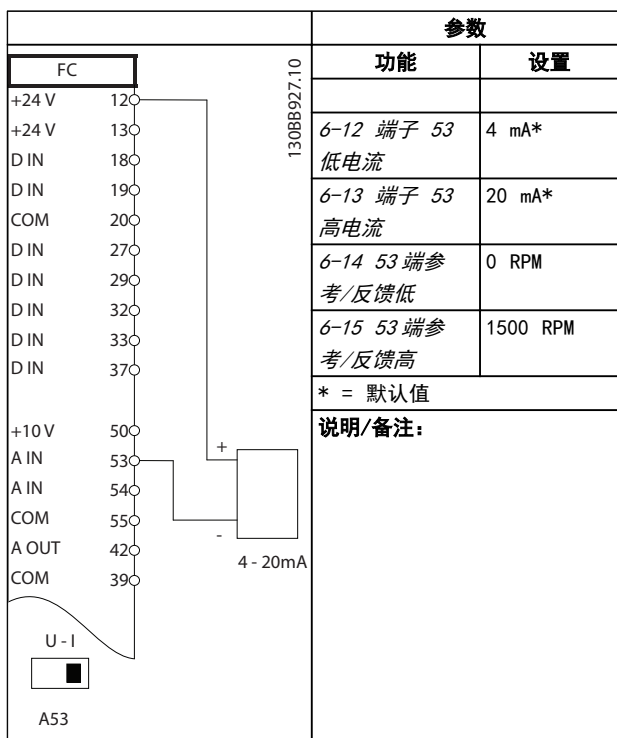 参数
功能 设置
6-12 端子 53
低电流
4 mA*
6-13 端子 53
高电流
20 mA*
6-14 53 端参
考/反馈低
0 RPM
6-15 53 端参
考/反馈高
1500 RPM
* = 默认值
说明/备注:
FC
+24 V 12
+24 V 13
D IN 18
D IN 19
COM 20
D IN 27
D IN 29
D IN 32
D IN 33
D IN 37
+10 V 50
A IN 53
A IN 54
COM 55
A OUT 42
COM 39
U - I
A53
+
-
4 - 20mA
130BB927.10